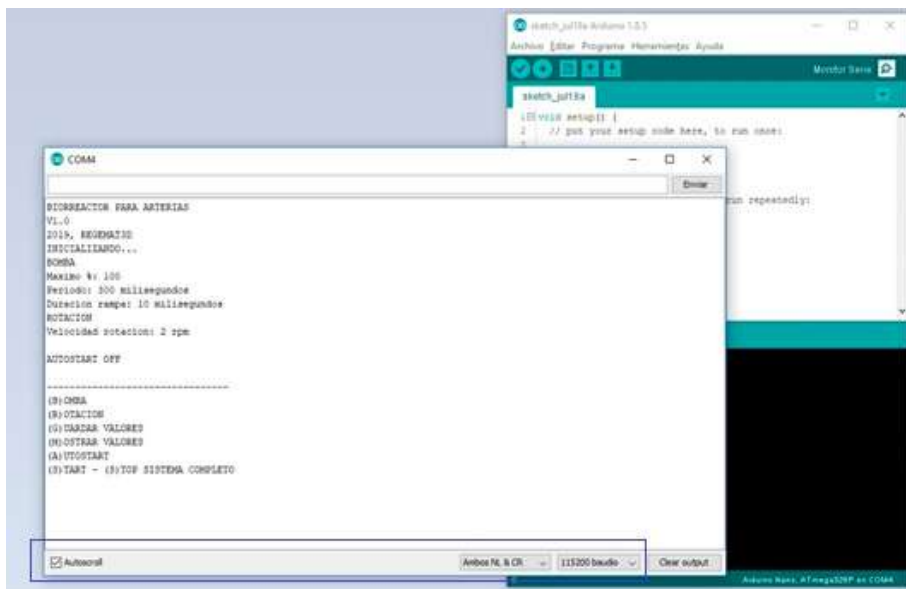 sketch_jul18a Arduino 1.8.5
Archivo Editar Programa Herramientas Ayuda
Monitor Serie
sketch_jul18a
1 void setup() {
2 // put your setup code here, to run once:
run repeatedly:
COM4
Enviar
BIORREACTOR PARA ARTERIAS
V1.0
2019, REGEMAT3D
INICIALIZANDO...
BOMBA
Maximo %: 100
Periodo: 300 milisegundos
Duracion rampa: 10 milisegundos
ROTACION
Velocidad rotacion: 2 rpm
AUTOSTART OFF
--------------------------------
(B)OMBA
(R)OTACION
(G)UARDAR VALORES
(M)OSTRAR VALORES
(A)UTOSTART
(S)TART - (S)TOP SISTEMA COMPLETO
Autoscroll
Ambos NL & CR
115200 baudio
Clear output
Arduino Nano, ATmega328P en COM4